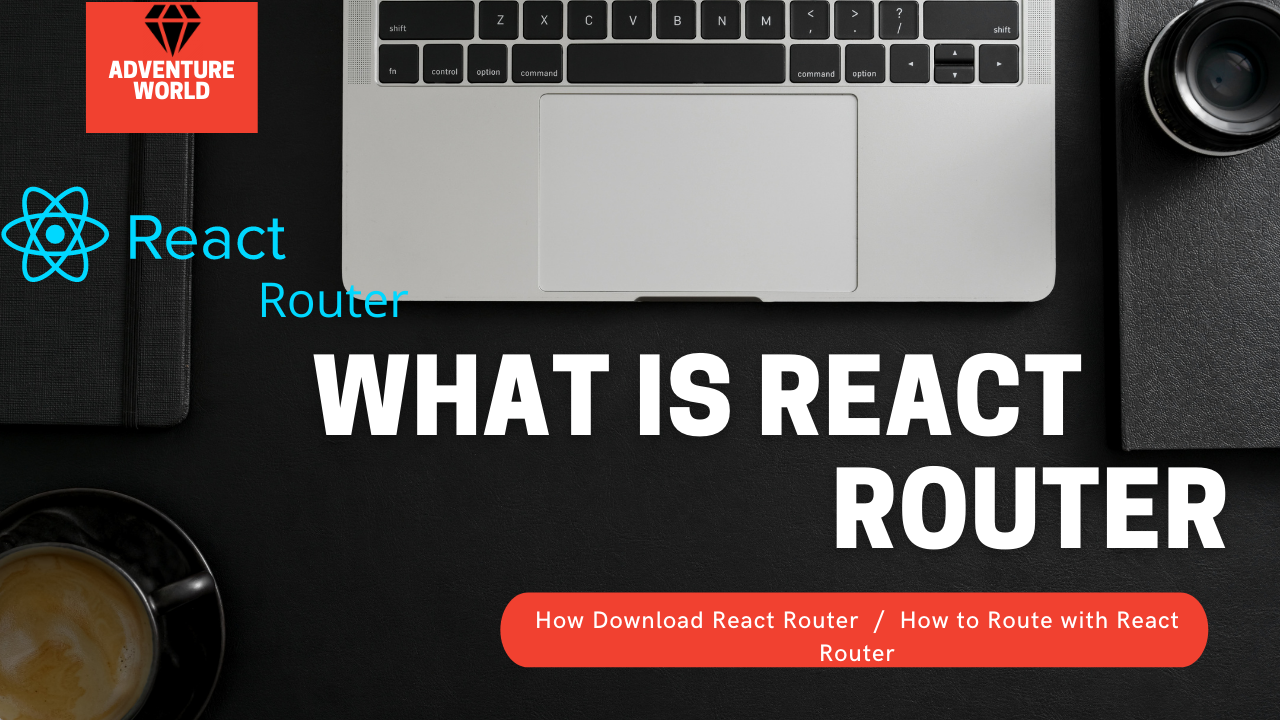 ADVENTURE
WORLD
shift Z X C V B N M < , > . ? / shift
fn control option command command option
React
Router
WHAT IS REACT
ROUTER
How Download React Router / How to Route with React
Router